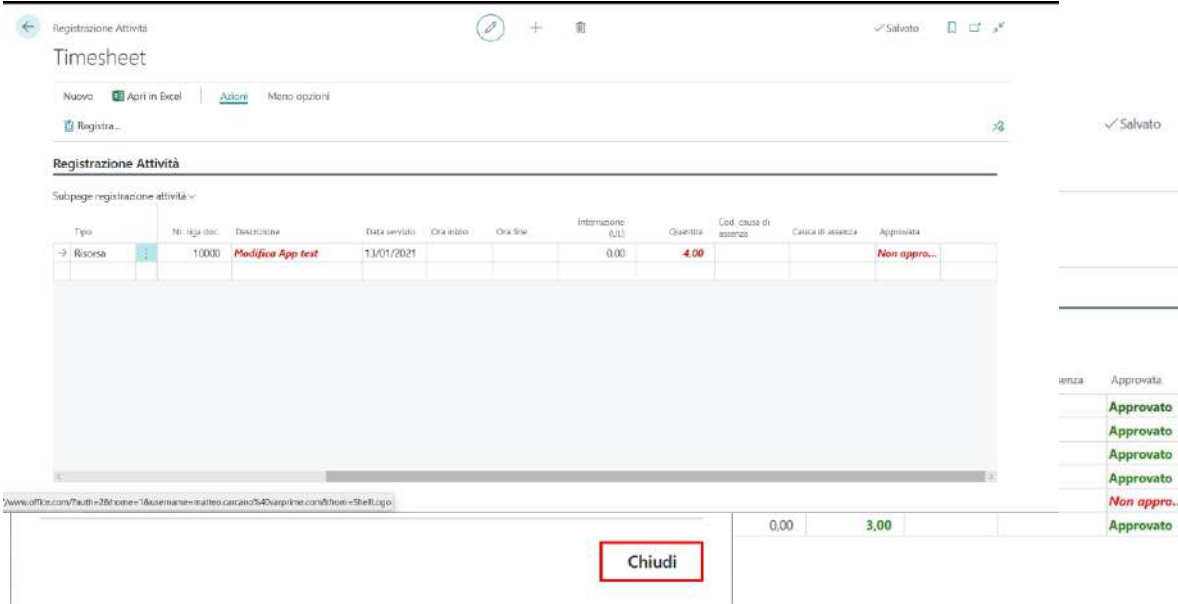 Registrazione Attività
Salvato
Timesheet
Nuovo Apri in Excel Azioni Meno opzioni
Registra...
Salvato
Registrazione Attività
Subpage registrazione attività
Tipo Nr. riga doc. Descrizione Data servizio Ora inizio Ora fine Interruzione (UL) Quantità Cod. causa di assenza Causa di assenza Approvata
Risorsa 10000 Modifica App test 13/01/2021 0,00 4,00 Non appro...
senza Approvata
Approvato
Approvato
Approvato
Approvato
Non appro..
0,00 3,00 Approvato
Chiudi